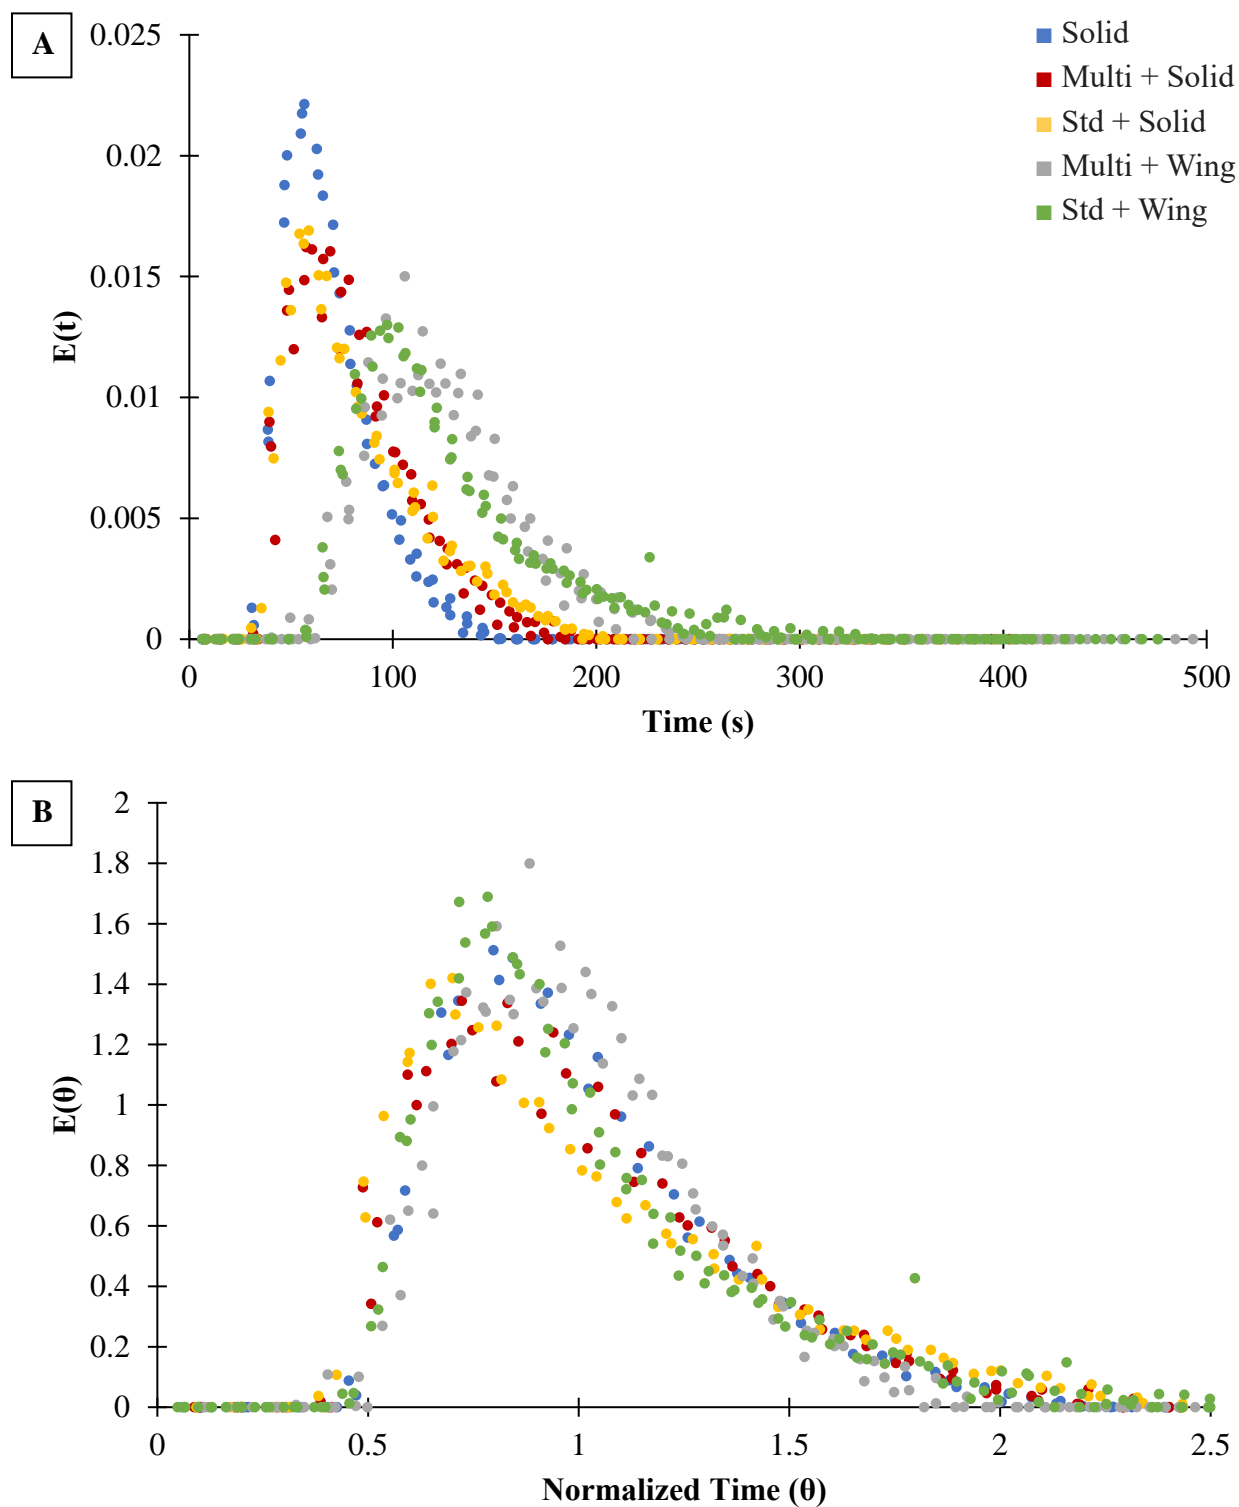 A
0.025
0.02
0.015
0.01
0.005
0
E(t)
0 100 200 300 400 500
Time (s)
Solid
Multi + Solid
Std + Solid
Multi + Wing
Std + Wing
B
2
1.8
1.6
1.4
1.2
1
0.8
0.6
0.4
0.2
0
E(θ)
0 0.5 1 1.5 2 2.5
Normalized Time (θ)